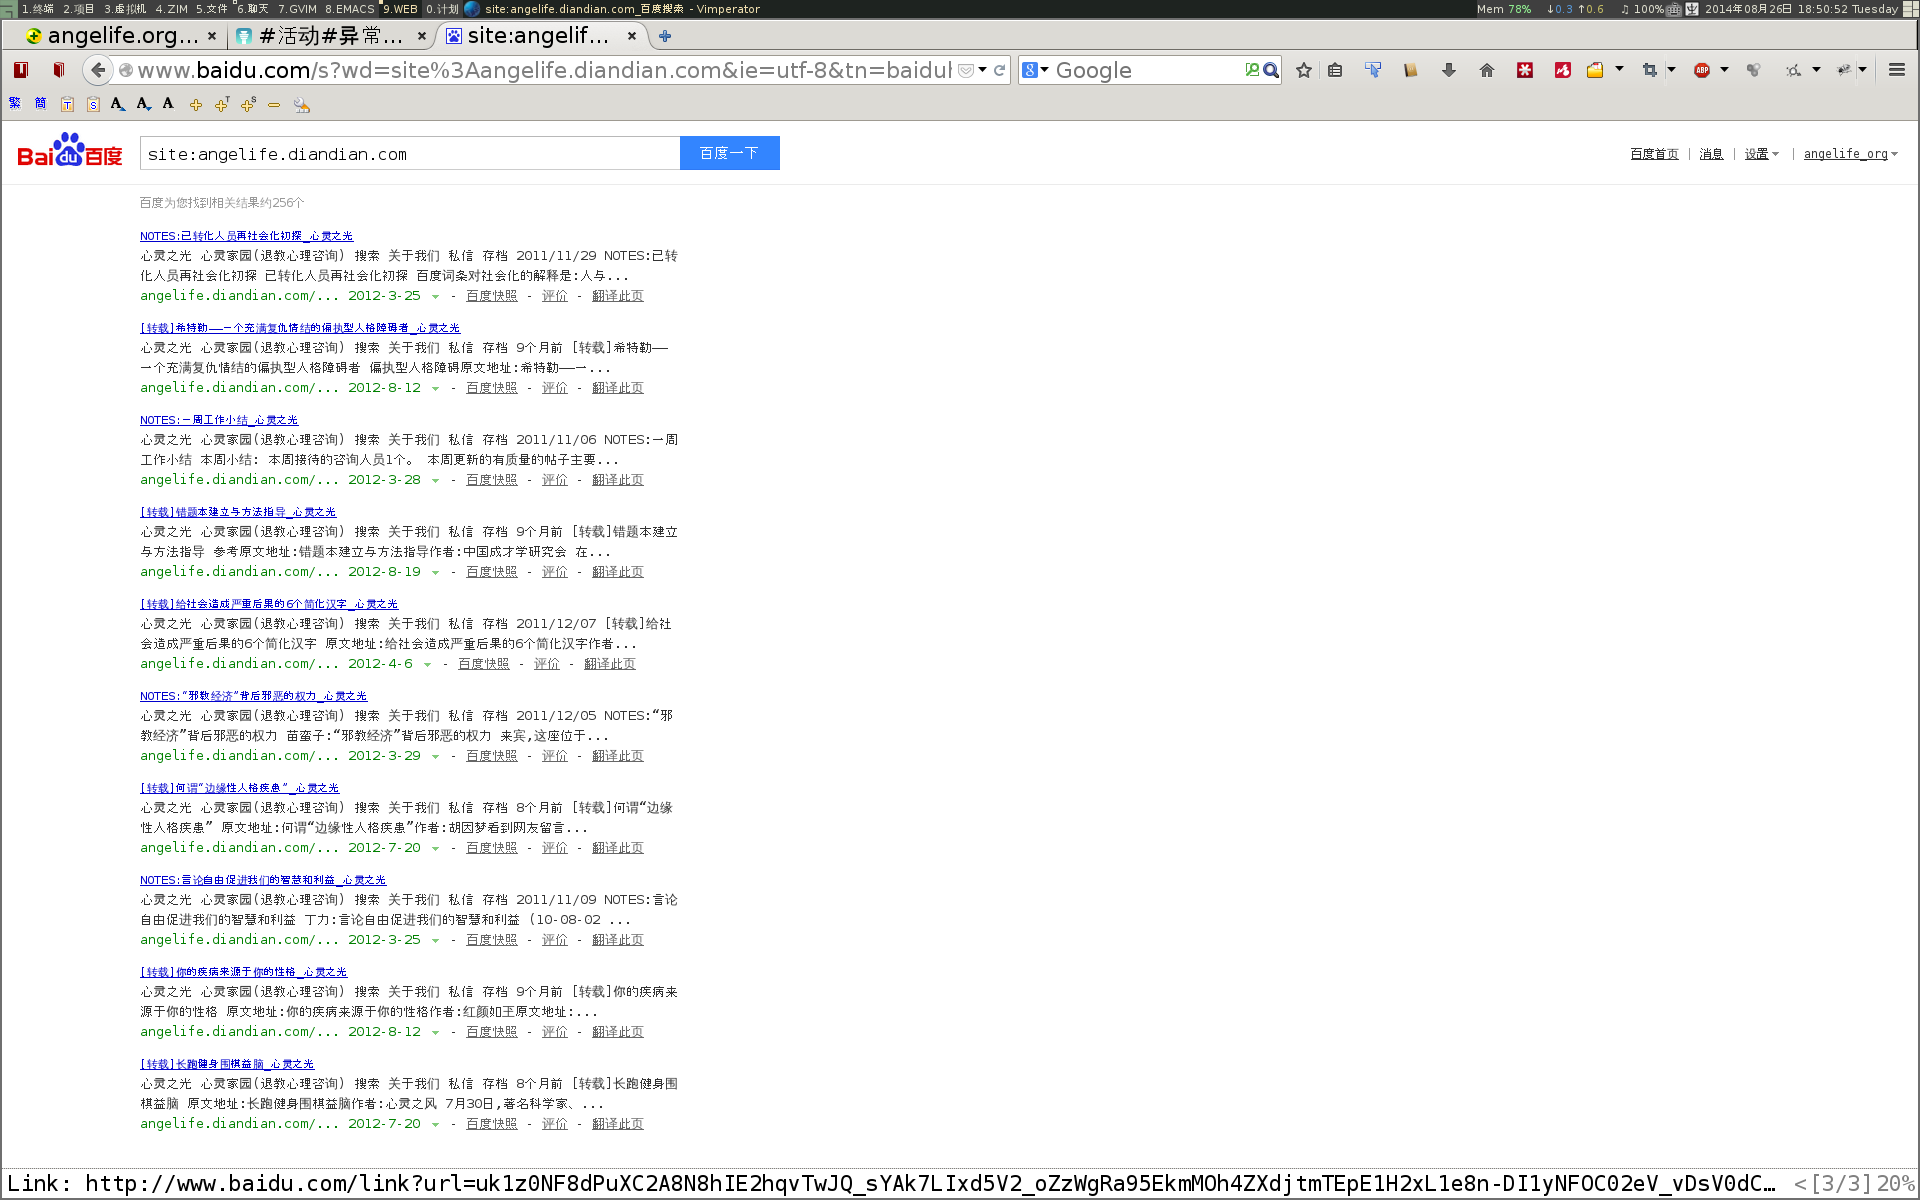 1.终端 2.项目 3.虚拟机 4.ZIM 5.文件 6.聊天 7.GVIM 8.EMACS 9.WEB 0.计划 site:angelife.diandian.com_百度搜索 - Vimperator Mem 78% ↓0.3 ↑0.6 ♫ 100% 2014年08月26日 18:50:52 Tuesday
angelife.org... × #活动#异常... × site:angelif... ×
www.baidu.com/s?wd=site%3Aangelife.diandian.com&ie=utf-8&tn=baidul Google
繁 簡 T S A A A
Bai du 百度 site:angelife.diandian.com 百度一下 百度首页 | 消息 | 设置 | angelife_org
百度为您找到相关结果约256个
NOTES:已转化人员再社会化初探_心灵之光
心灵之光 心灵家园(退教心理咨询) 搜索 关于我们 私信 存档 2011/11/29 NOTES:已转
化人员再社会化初探 已转化人员再社会化初探 百度词条对社会化的解释是:人与...
angelife.diandian.com/... 2012-3-25 - 百度快照 - 评价 - 翻译此页
[转载]希特勒——一个充满复仇情结的偏执型人格障碍者_心灵之光
心灵之光 心灵家园(退教心理咨询) 搜索 关于我们 私信 存档 9个月前 [转载]希特勒——
一个充满复仇情结的偏执型人格障碍者 偏执型人格障碍原文地址:希特勒——一...
angelife.diandian.com/... 2012-8-12 - 百度快照 - 评价 - 翻译此页
NOTES:一周工作小结_心灵之光
心灵之光 心灵家园(退教心理咨询) 搜索 关于我们 私信 存档 2011/11/06 NOTES:一周
工作小结 本周小结: 本周接待的咨询人员1个。 本周更新的有质量的帖子主要...
angelife.diandian.com/... 2012-3-28 - 百度快照 - 评价 - 翻译此页
[转载]错题本建立与方法指导_心灵之光
心灵之光 心灵家园(退教心理咨询) 搜索 关于我们 私信 存档 9个月前 [转载]错题本建立
与方法指导 参考原文地址:错题本建立与方法指导作者:中国成才学研究会 在...
angelife.diandian.com/... 2012-8-19 - 百度快照 - 评价 - 翻译此页
[转载]给社会造成严重后果的6个简化汉字_心灵之光
心灵之光 心灵家园(退教心理咨询) 搜索 关于我们 私信 存档 2011/12/07 [转载]给社
会造成严重后果的6个简化汉字 原文地址:给社会造成严重后果的6个简化汉字作者...
angelife.diandian.com/... 2012-4-6 - 百度快照 - 评价 - 翻译此页
NOTES:“邪教经济”背后邪恶的权力_心灵之光
心灵之光 心灵家园(退教心理咨询) 搜索 关于我们 私信 存档 2011/12/05 NOTES:“邪
教经济”背后邪恶的权力 苗蛮子:“邪教经济”背后邪恶的权力 来宾,这座位于...
angelife.diandian.com/... 2012-3-29 - 百度快照 - 评价 - 翻译此页
[转载]何谓“边缘性人格疾患”_心灵之光
心灵之光 心灵家园(退教心理咨询) 搜索 关于我们 私信 存档 8个月前 [转载]何谓“边缘
性人格疾患” 原文地址:何谓“边缘性人格疾患”作者:胡因梦看到网友留言...
angelife.diandian.com/... 2012-7-20 - 百度快照 - 评价 - 翻译此页
NOTES:言论自由促进我们的智慧和利益_心灵之光
心灵之光 心灵家园(退教心理咨询) 搜索 关于我们 私信 存档 2011/11/09 NOTES:言论
自由促进我们的智慧和利益 丁力:言论自由促进我们的智慧和利益 (10-08-02 ...
angelife.diandian.com/... 2012-3-25 - 百度快照 - 评价 - 翻译此页
[转载]你的疾病来源于你的性格_心灵之光
心灵之光 心灵家园(退教心理咨询) 搜索 关于我们 私信 存档 9个月前 [转载]你的疾病来
源于你的性格 原文地址:你的疾病来源于你的性格作者:红颜如玊原文地址:...
angelife.diandian.com/... 2012-8-12 - 百度快照 - 评价 - 翻译此页
[转载]长跑健身围棋益脑_心灵之光
心灵之光 心灵家园(退教心理咨询) 搜索 关于我们 私信 存档 8个月前 [转载]长跑健身围
棋益脑 原文地址:长跑健身围棋益脑作者:心灵之风 7月30日,著名科学家、...
angelife.diandian.com/... 2012-7-20 - 百度快照 - 评价 - 翻译此页
Link: http://www.baidu.com/link?url=uk1z0NF8dPuXC2A8N8hIE2hqvTwJQ_sYAk7LIxd5V2_oZzWgRa95EkmMOh4ZXdjtmTEpE1H2xL1e8n-DI1yNFOC02eV_vDsV0dC... <[3/3]20%